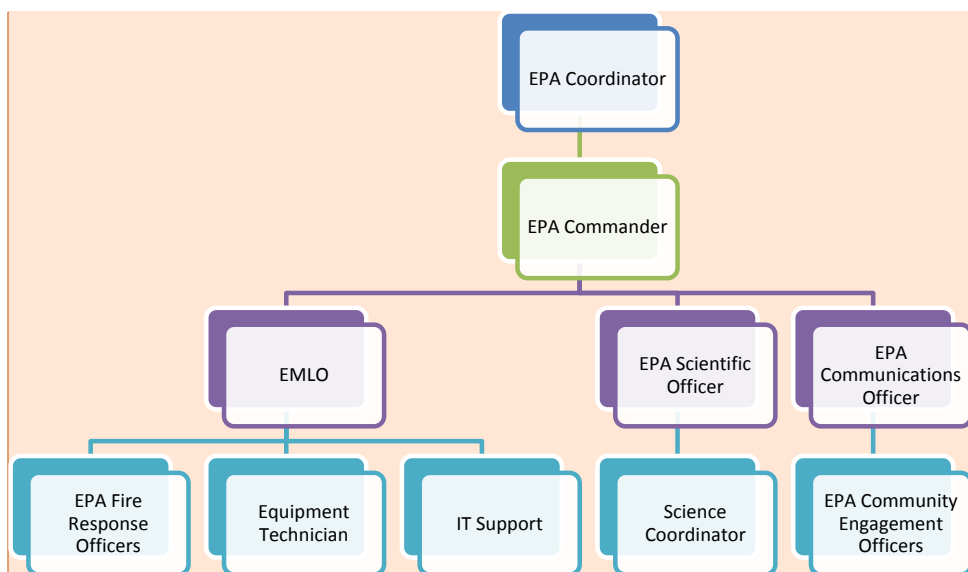 EPA Coordinator
EPA Commander
EMLO
EPA Scientific
Officer
EPA
Communications
Officer
EPA Fire
Response
Officers
Equipment
Technician
IT Support
Science
Coordinator
EPA Community
Engagement
Officers